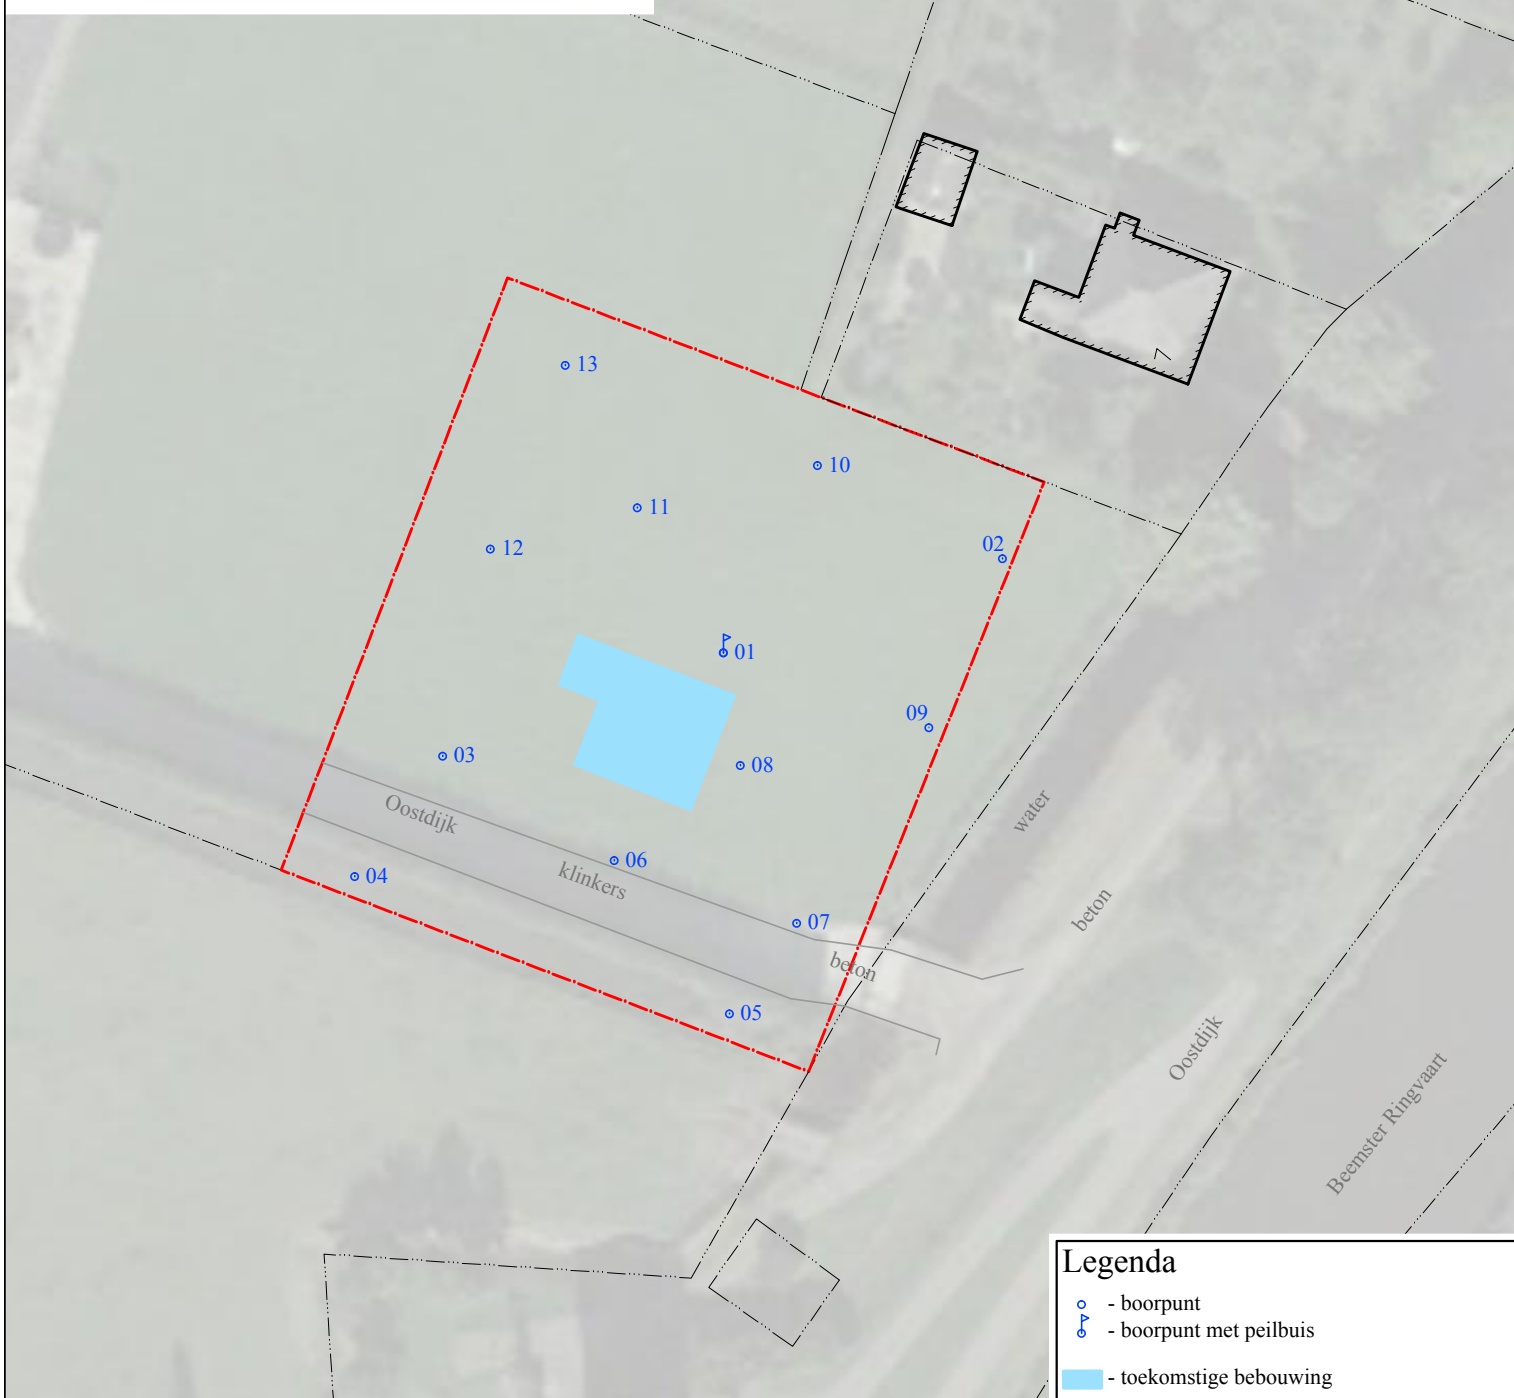 13
10
11
12
02
01
09
03
08
Oostdijk
water
06
klinkers
04
beton
07
beton
05
Oostdijk
Beemster Ringvaart
Legenda
- boorpunt
- boorpunt met peilbuis
- toekomstige bebouwing